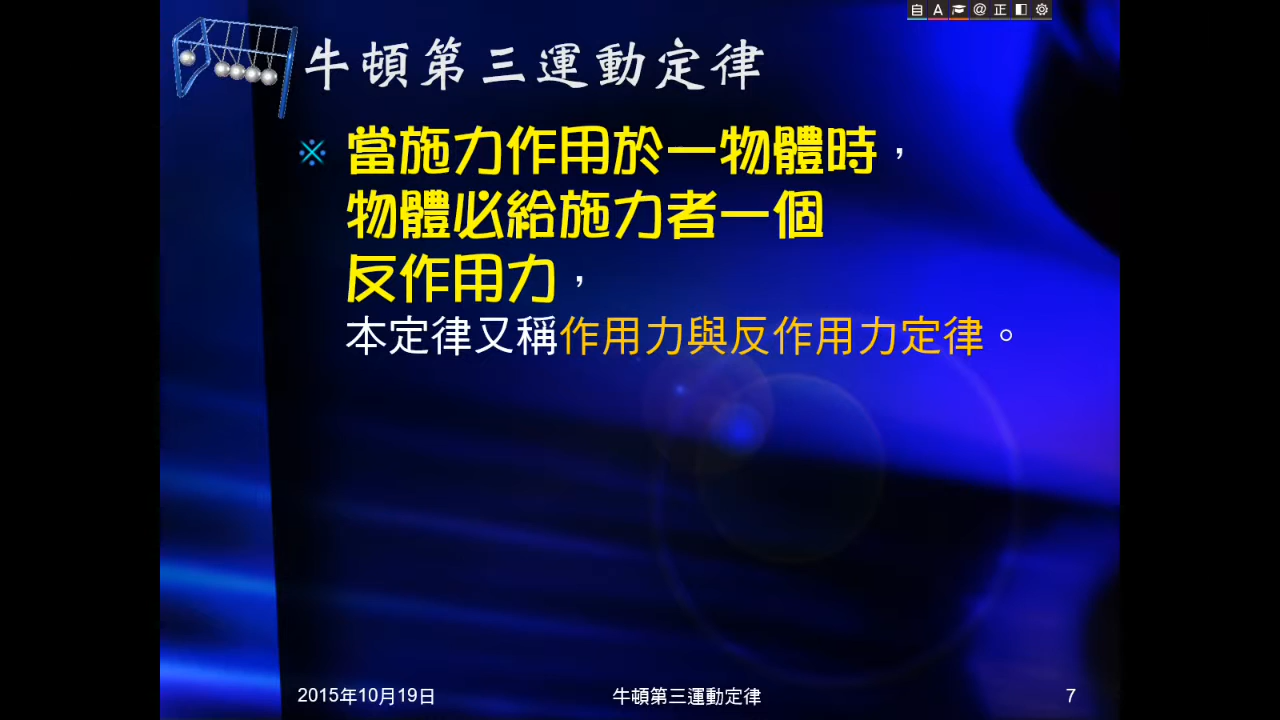 自 A @ 正
牛頓第三運動定律
※ 當施力作用於一物體時，
物體必給施力者一個
反作用力，
本定律又稱作用力與反作用力定律。
2015年10月19日
牛頓第三運動定律
7